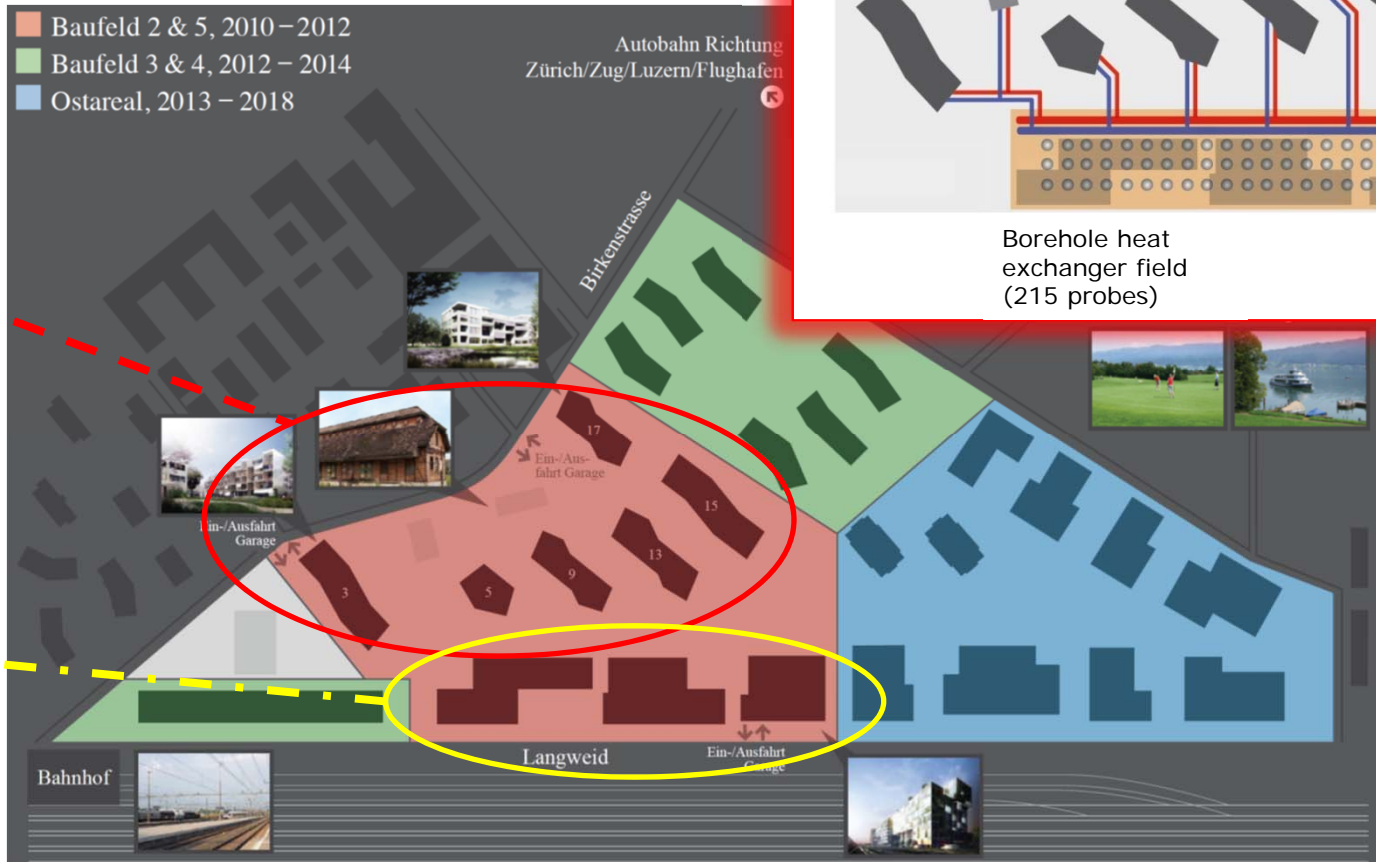 Baufeld 2 & 5, 2010 – 2012
Baufeld 3 & 4, 2012 – 2014
Ostareal, 2013 – 2018
Autobahn Richtung
Zürich/Zug/Luzern/Flughafen
Borehole heat
exchanger field
(215 probes)
Birkenstrasse
17
Ein-/Aus-
fahrt Garage
15
Ein-/Ausfahrt
Garage
13
9
5
3
Langweid
Ein-/Ausfahrt
Garage
Bahnhof